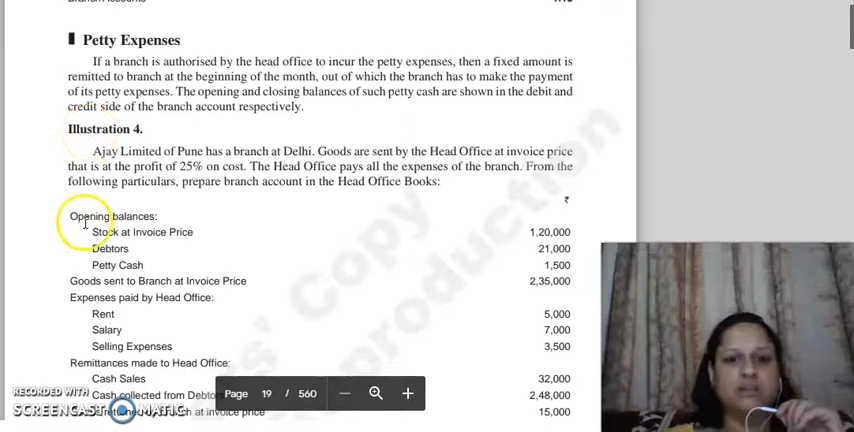 Petty Expenses
If a branch is authorised by the head office to incur the petty expenses, then a fixed amount is
remitted to branch at the beginning of the month, out of which the branch has to make the payment
of its petty expenses. The opening and closing balances of such petty cash are shown in the debit and
credit side of the branch account respectively.
Illustration 4.
Ajay Limited of Pune has a branch at Delhi. Goods are sent by the Head Office at invoice price
that is at the profit of 25% on cost. The Head Office pays all the expenses of the branch. From the
following particulars, prepare branch account in the Head Office Books:
₹
Opening balances:
Stock at Invoice Price 1,20,000
Debtors 21,000
Petty Cash 1,500
Goods sent to Branch at Invoice Price 2,35,000
Expenses paid by Head Office:
Rent 5,000
Salary 7,000
Selling Expenses 3,500
Remittances made to Head Office:
Cash Sales 32,000
Cash collected from Debtors 2,48,000
at invoice price 15,000
Page 19 / 560
RECORDED WITH
SCREENCAST MATIC
Copy
reproduction